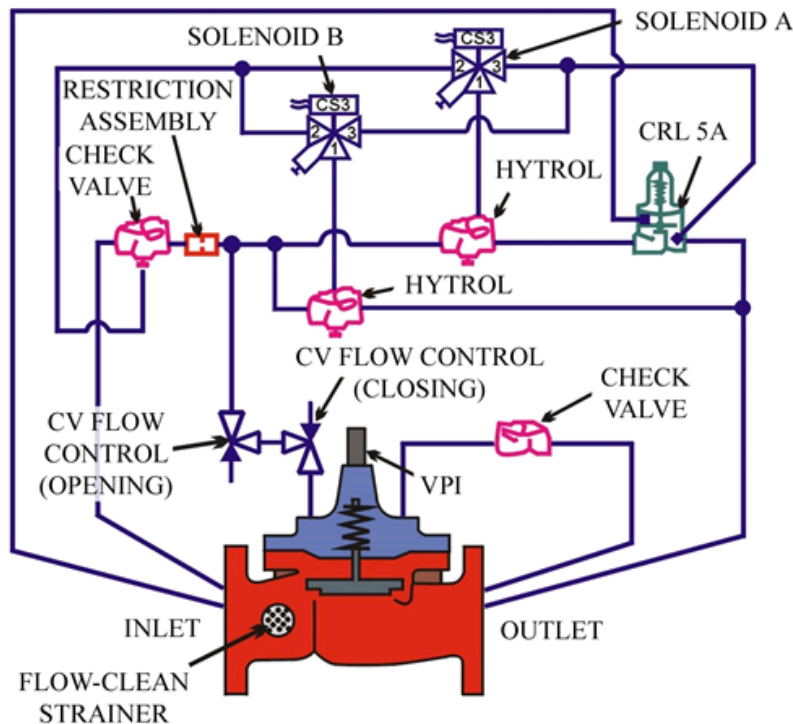 SOLENOID A
SOLENOID B
CS3
2 3
1
CS3
2 3
1
RESTRICTION
ASSEMBLY
CHECK
VALVE
CRL 5A
HYTROL
HYTROL
CV FLOW CONTROL
(CLOSING)
CHECK
VALVE
CV FLOW
CONTROL
(OPENING)
VPI
INLET
OUTLET
FLOW-CLEAN
STRAINER